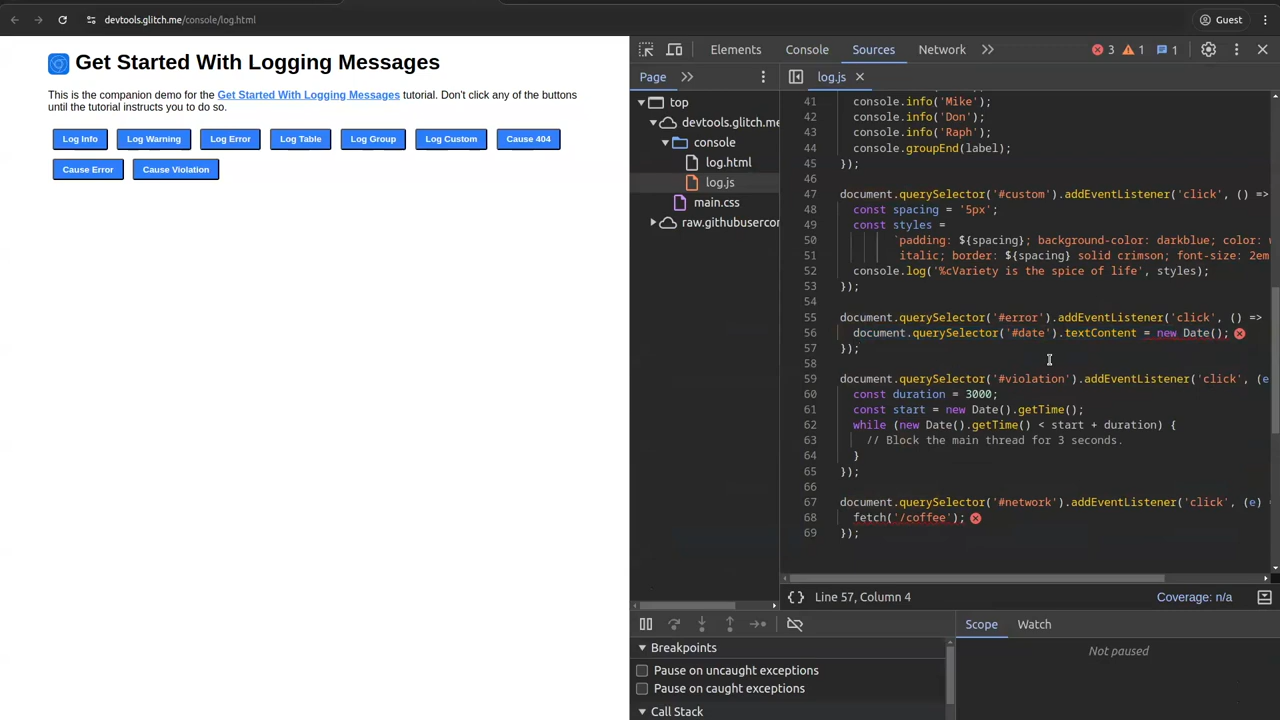 devtools.glitch.me/console/log.html
Guest
Get Started With Logging Messages
This is the companion demo for the Get Started With Logging Messages tutorial. Don't click any of the buttons
until the tutorial instructs you to do so.
Log Info Log Warning Log Error Log Table Log Group Log Custom Cause 404
Cause Error Cause Violation
Elements Console Sources Network 3 1 1
Page
log.js
top
devtools.glitch.me
console
log.html
log.js
main.css
raw.githubusercon
41 console.info('Mike');
42 console.info('Don');
43 console.info('Raph');
44 console.groupEnd(label);
45 });
46
47 document.querySelector('#custom').addEventListener('click', () =>
48 const spacing = '5px';
49 const styles =
50 `padding: ${spacing}; background-color: darkblue; color:
51 italic; border: ${spacing} solid crimson; font-size: 2em
52 console.log('%cVariety is the spice of life', styles);
53 });
54
55 document.querySelector('#error').addEventListener('click', () =>
56 document.querySelector('#date').textContent = new Date();
57 });
58
59 document.querySelector('#violation').addEventListener('click', (e
60 const duration = 3000;
61 const start = new Date().getTime();
62 while (new Date().getTime() < start + duration) {
63 // Block the main thread for 3 seconds.
64 }
65 });
66
67 document.querySelector('#network').addEventListener('click', (e)
68 fetch('/coffee');
69 });
{ } Line 57, Column 4 Coverage: n/a
Scope Watch
Breakpoints
Not paused
Pause on uncaught exceptions
Pause on caught exceptions
Call Stack